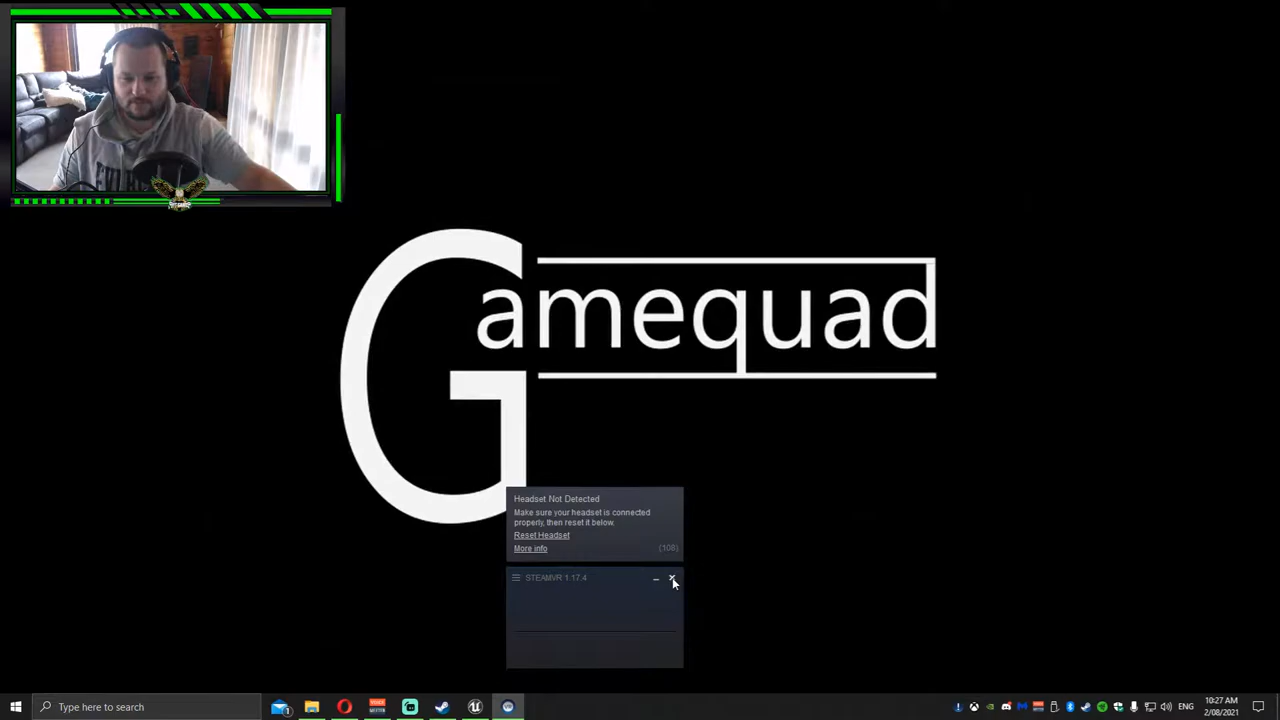 Gamequad
Headset Not Detected
Make sure your headset is connected
properly, then reset it below.
Reset Headset
More info
(108)
STEAMVR 1.17.4
Type here to search
ENG
10:27 AM
2/08/2021